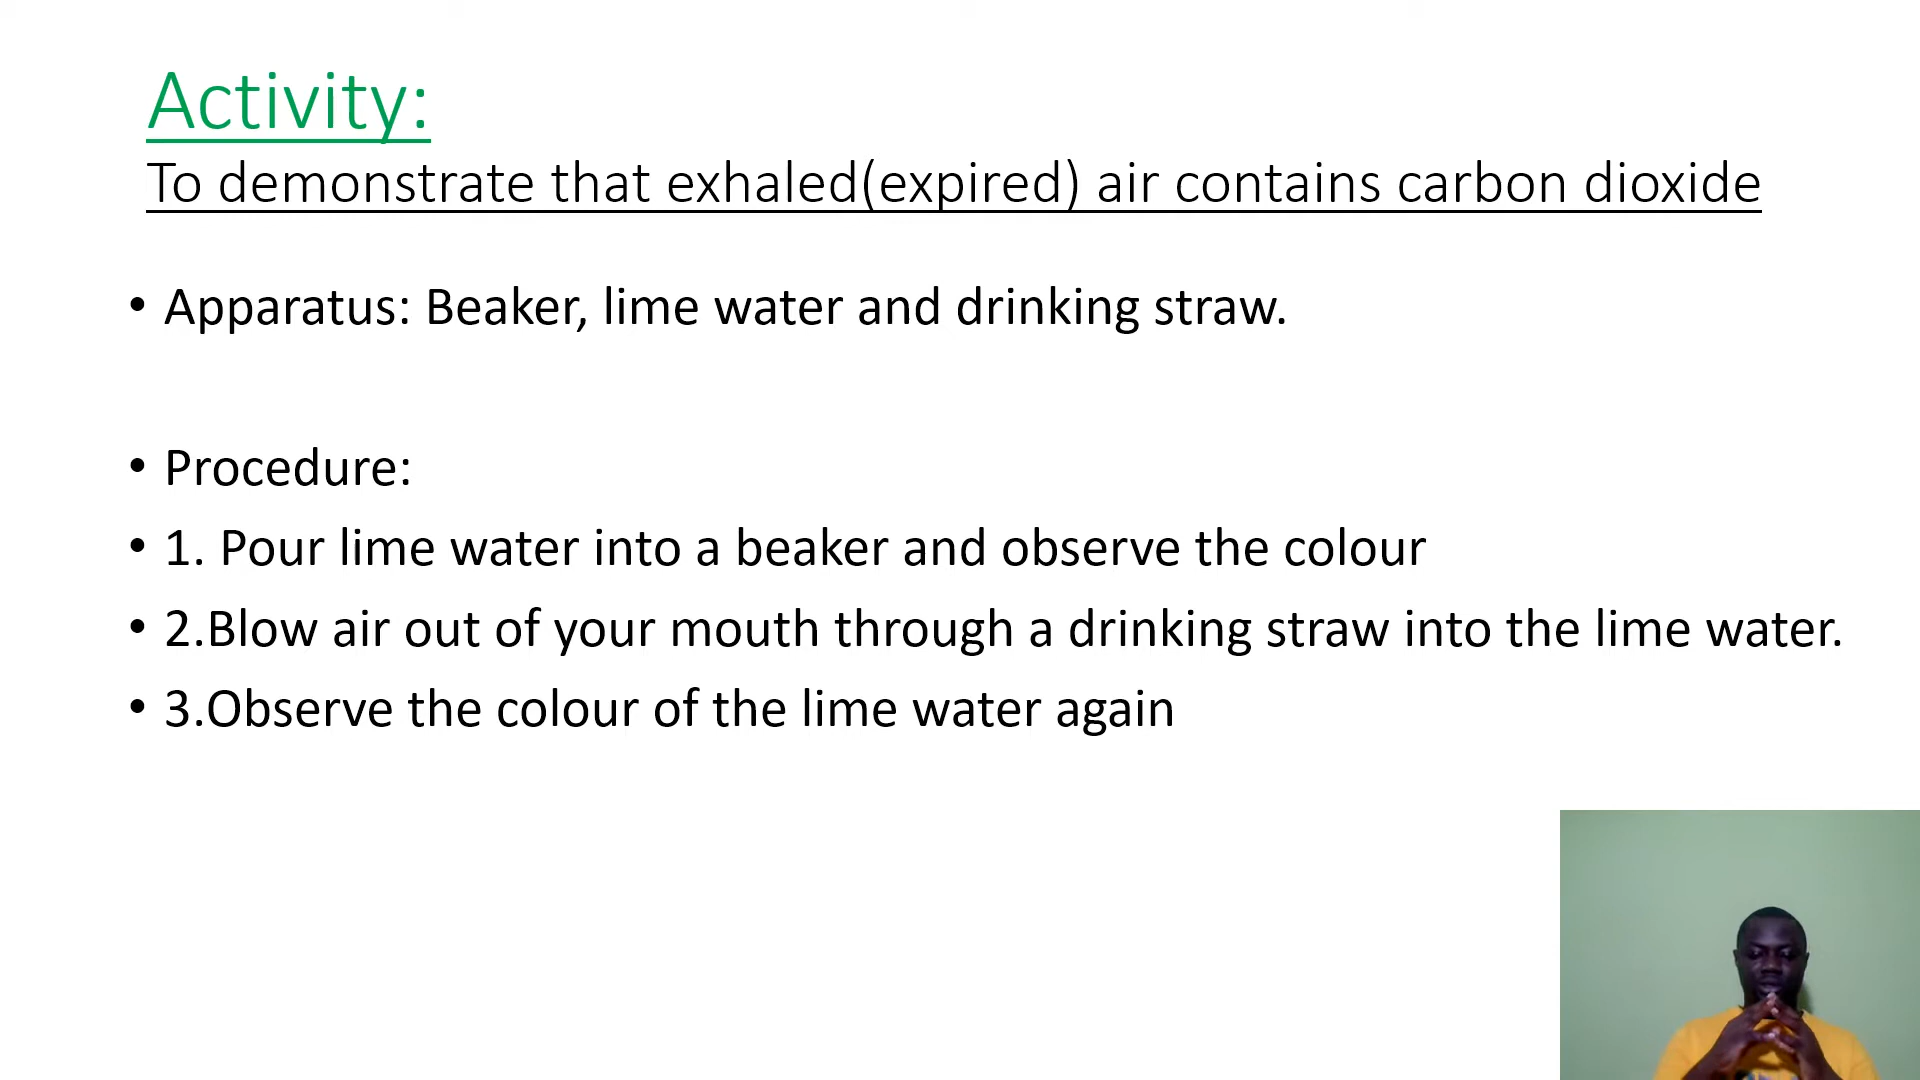 Activity:
To demonstrate that exhaled(expired) air contains carbon dioxide
• Apparatus: Beaker, lime water and drinking straw.
• Procedure:
• 1. Pour lime water into a beaker and observe the colour
• 2.Blow air out of your mouth through a drinking straw into the lime water.
• 3.Observe the colour of the lime water again